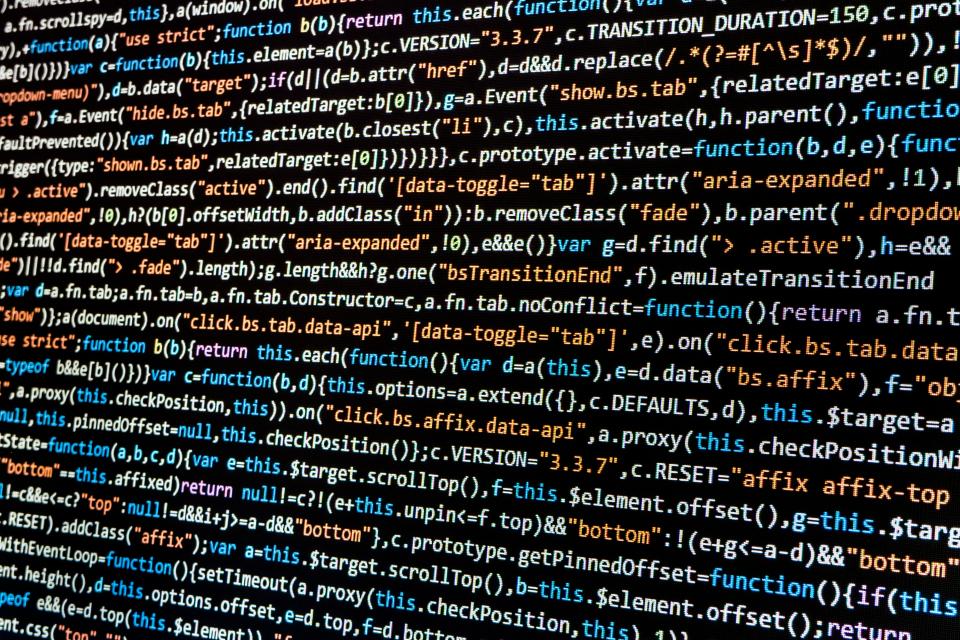 a.fn.scrollspy=d,this},a(window).on("load.
),+function(a){"use strict";function b(b){return this.each(function(){var d
&e[b]()})}var c=function(b){this.element=a(b)};c.VERSION="3.3.7",c.TRANSITION_DURATION=150,c.prot
ropdown-menu)"),d=b.data("target");if(d||(d=b.attr("href"),d=d&&d.replace(/.*(?=#[^\s]*$)/,"")),!
st a"),f=a.Event("hide.bs.tab",{relatedTarget:b[0]}),g=a.Event("show.bs.tab",{relatedTarget:e[0]
faultPrevented()){var h=a(d);this.activate(b.closest("li"),c),this.activate(h,h.parent(),functio
rigger({type:"shown.bs.tab",relatedTarget:e[0]})})}}},c.prototype.activate=function(b,d,e){func
> .active").removeClass("active").end().find('[data-toggle="tab"]').attr("aria-expanded",!1),
ia-expanded",!0),h?(b[0].offsetWidth,b.addClass("in")):b.removeClass("fade"),b.parent(".dropdow
().find('[data-toggle="tab"]').attr("aria-expanded",!0),e&&e()}var g=d.find("> .active"),h=e&&
de")||!!d.find("> .fade").length);g.length&&h?g.one("bsTransitionEnd",f).emulateTransitionEnd
;var d=a.fn.tab;a.fn.tab=b,a.fn.tab.Constructor=c,a.fn.tab.noConflict=function(){return a.fn.t
"show")};a(document).on("click.bs.tab.data-api",'[data-toggle="tab"]',e).on("click.bs.tab.data
se strict";function b(b){return this.each(function(){var d=a(this),e=d.data("bs.affix"),f="ob
=typeof b&&e[b]()})}var c=function(b,d){this.options=a.extend({},c.DEFAULTS,d),this.$target=a
,a.proxy(this.checkPosition,this)).on("click.bs.affix.data-api",a.proxy(this.checkPositionWi
null,this.pinnedOffset=null,this.checkPosition()};c.VERSION="3.3.7",c.RESET="affix affix-top
tState=function(a,b,c,d){var e=this.$target.scrollTop(),f=this.$element.offset(),g=this.$targ
"bottom"==this.affixed)return null!=c?!(e+this.unpin<=f.top)&&"bottom":!(e+g<=a-d)&&"bottom"
l!=c&&e<=c?"top":null!=d&&i+j>=a-d&&"bottom"},c.prototype.getPinnedOffset=function(){if(this
.RESET).addClass("affix");var a=this.$target.scrollTop(),b=this.$element.offset();return
WithEventLoop=function(){setTimeout(a.proxy(this.checkPosition,this),1)}
ent.height(),d=this.options.offset,e=d.top,f=d.bottom
peof e&&(e=d.top(this.$element)),"f
ent.css("top","")